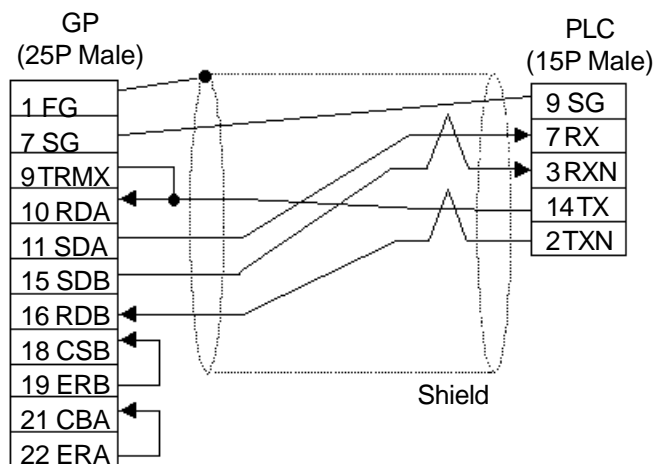 GP
(25P Male)
1 FG
7 SG
9 TRMX
10 RDA
11 SDA
15 SDB
16 RDB
18 CSB
19 ERB
21 CBA
22 ERA
PLC
(15P Male)
9 SG
7 RX
3 RXN
14 TX
2 TXN
Shield